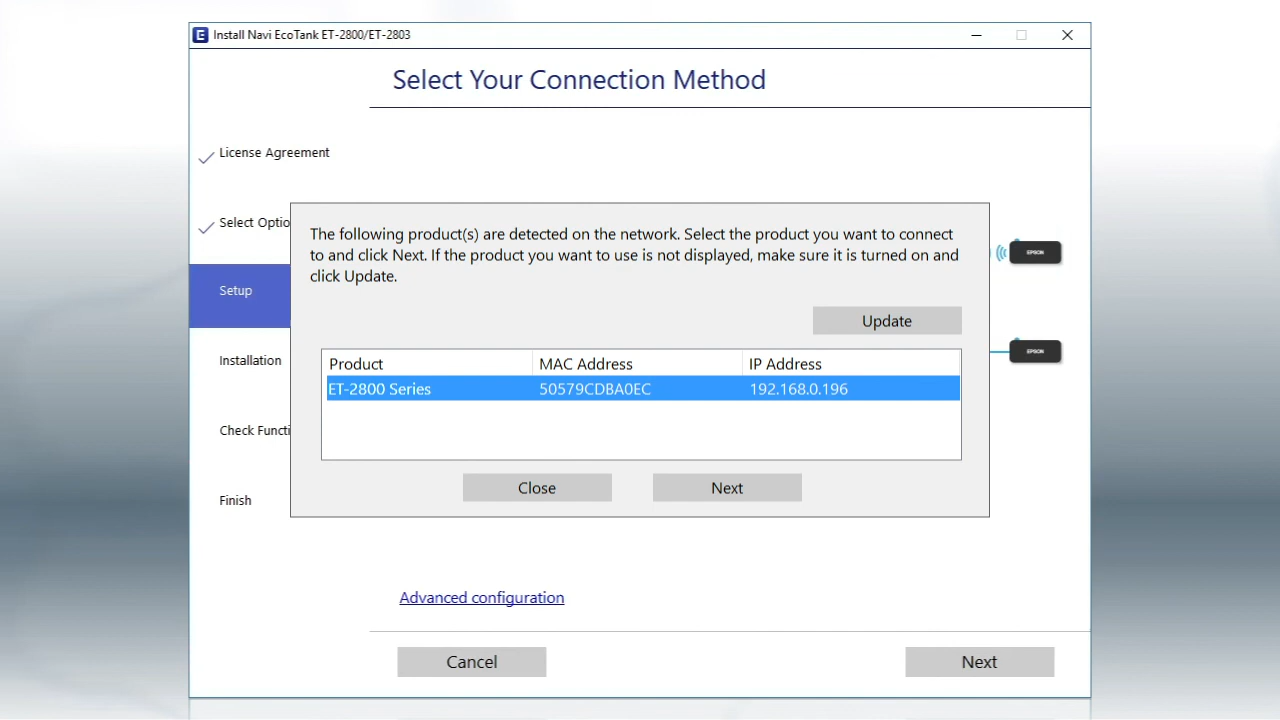 Install Navi EcoTank ET-2800/ET-2803
Select Your Connection Method
License Agreement
Select Optio
Setup
Installation
Check Functi
Finish
The following product(s) are detected on the network. Select the product you want to connect
to and click Next. If the product you want to use is not displayed, make sure it is turned on and
click Update.
Update
Product MAC Address IP Address
ET-2800 Series 50579CDBA0EC 192.168.0.196
Close Next
EPSON
EPSON
Advanced configuration
Cancel Next